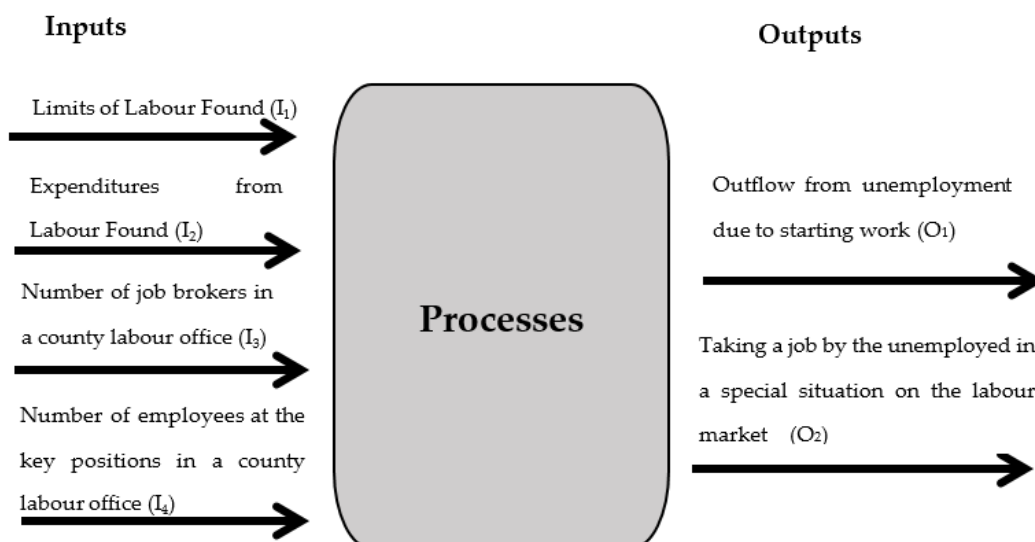 Inputs
Limits of Labour Found (I₁)
Expenditures from
Labour Found (I₂)
Number of job brokers in
a county labour office (I₃)
Number of employees at the
key positions in a county
labour office (I₄)
Processes
Outputs
Outflow from unemployment
due to starting work (O₁)
Taking a job by the unemployed in
a special situation on the labour
market (O₂)